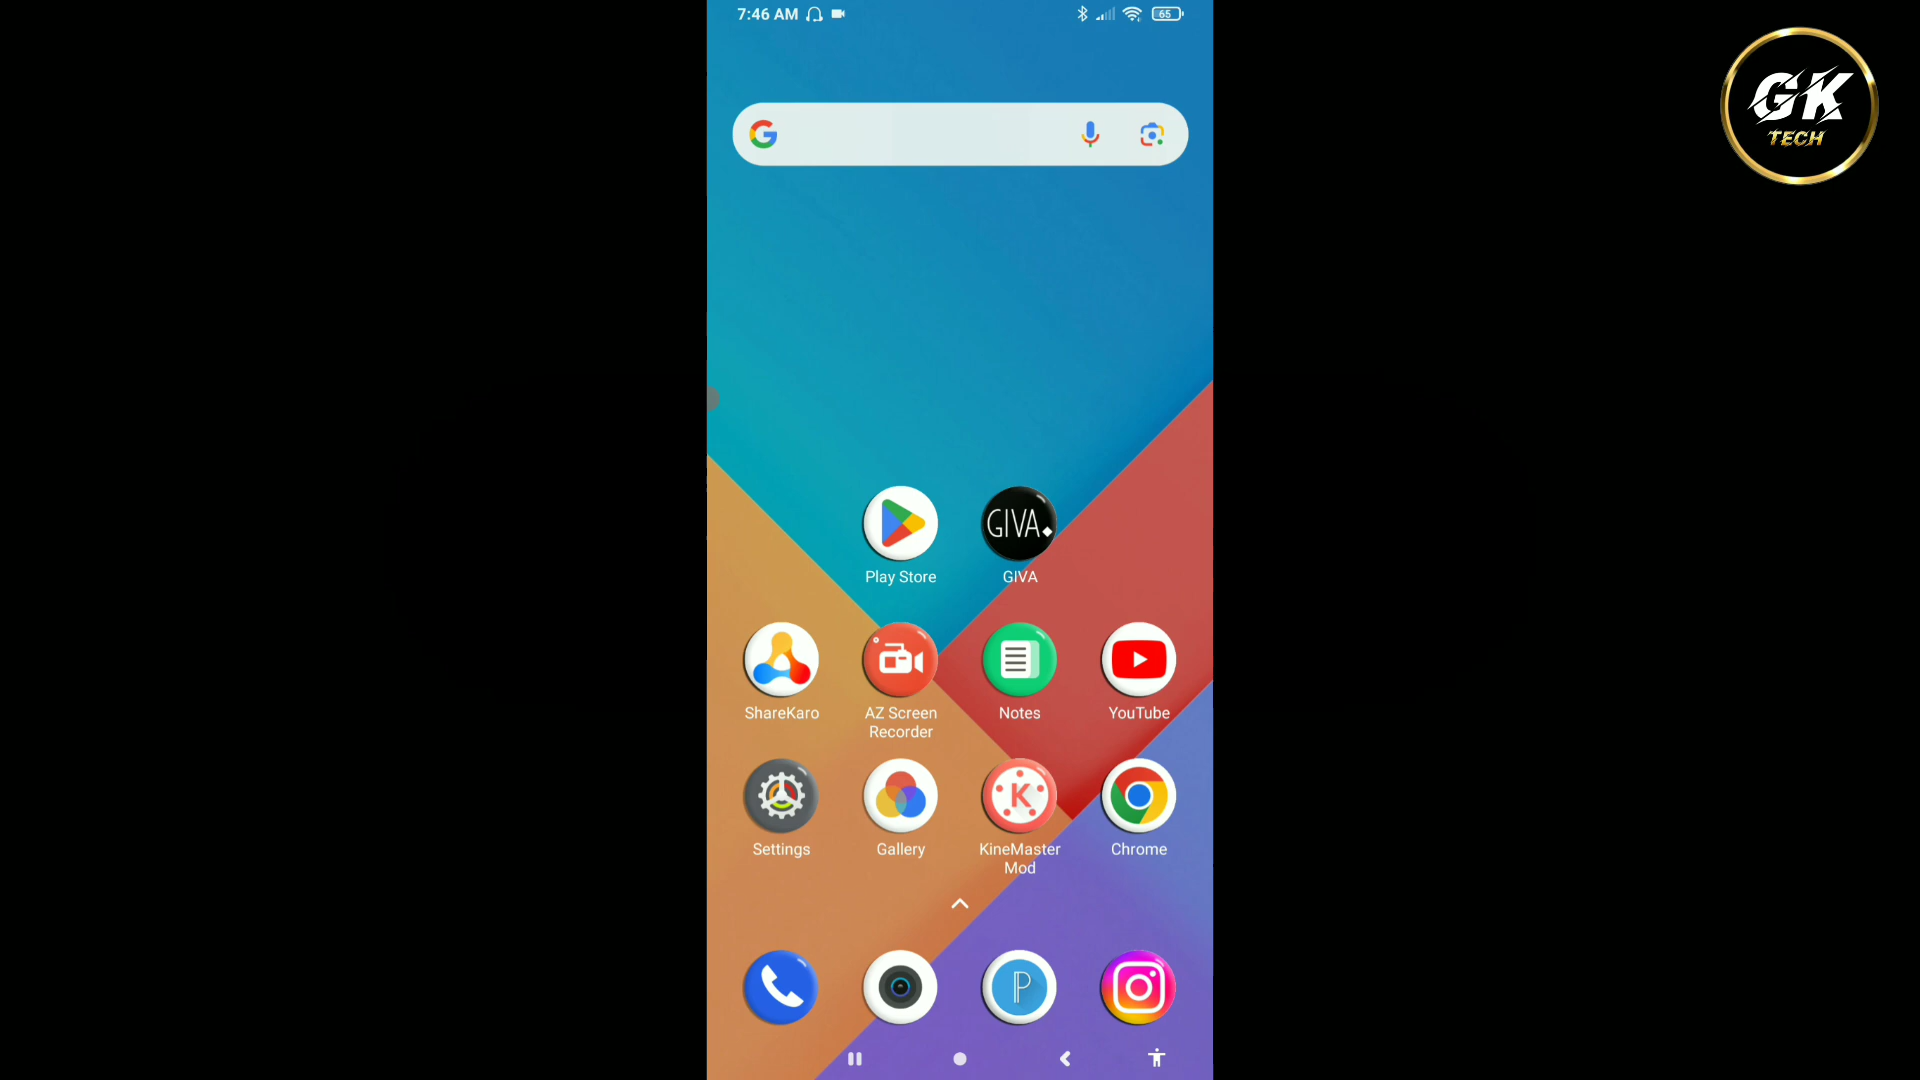 7:46 AM
65
GK
TECH
GIVA
Play Store
GIVA
ShareKaro
AZ Screen
Recorder
Notes
YouTube
K
Settings
Gallery
KineMaster
Mod
Chrome
P